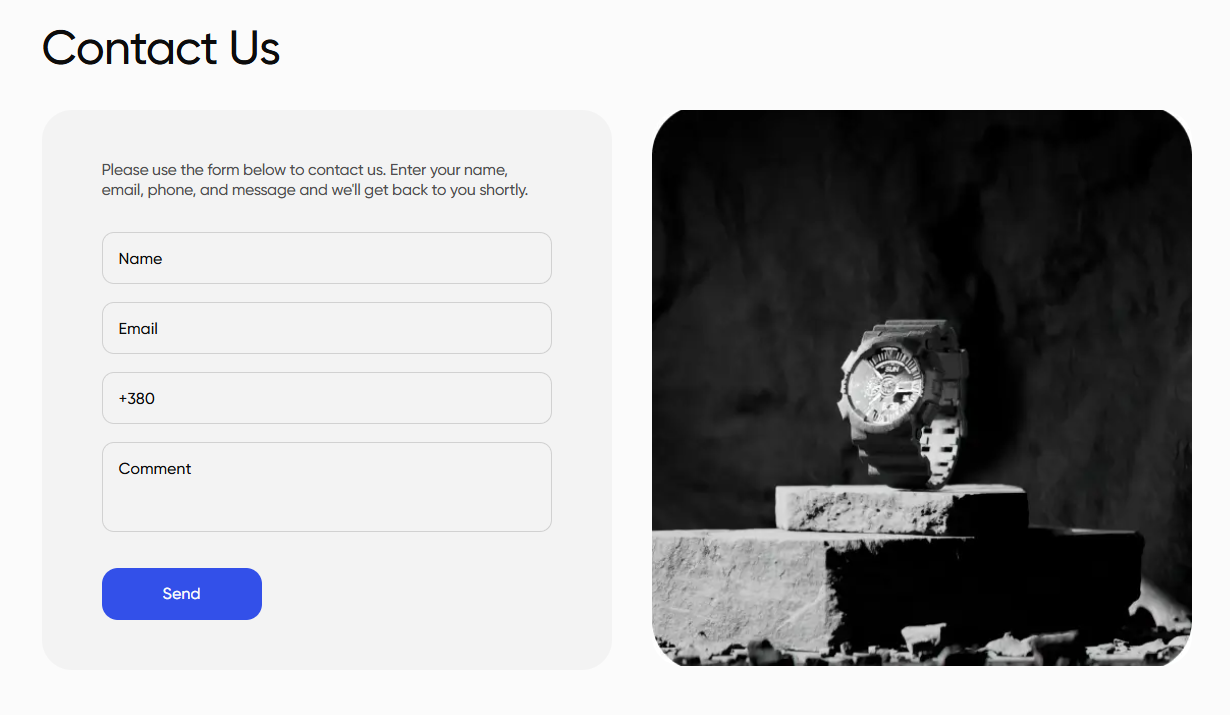 Contact Us
Please use the form below to contact us. Enter your name,
email, phone, and message and we'll get back to you shortly.
Name
Email
+380
Comment
Send
SUN